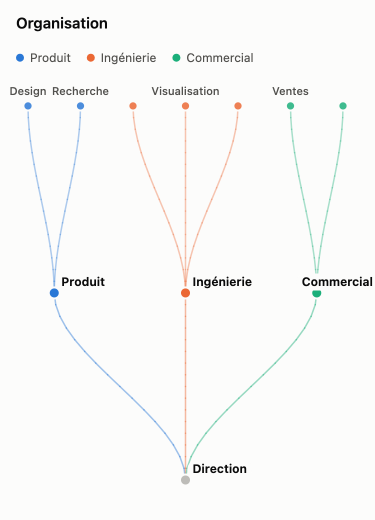 Organisation
Produit Ingénierie Commercial
Design Recherche Visualisation Ventes
Produit Ingénierie Commercial
Direction